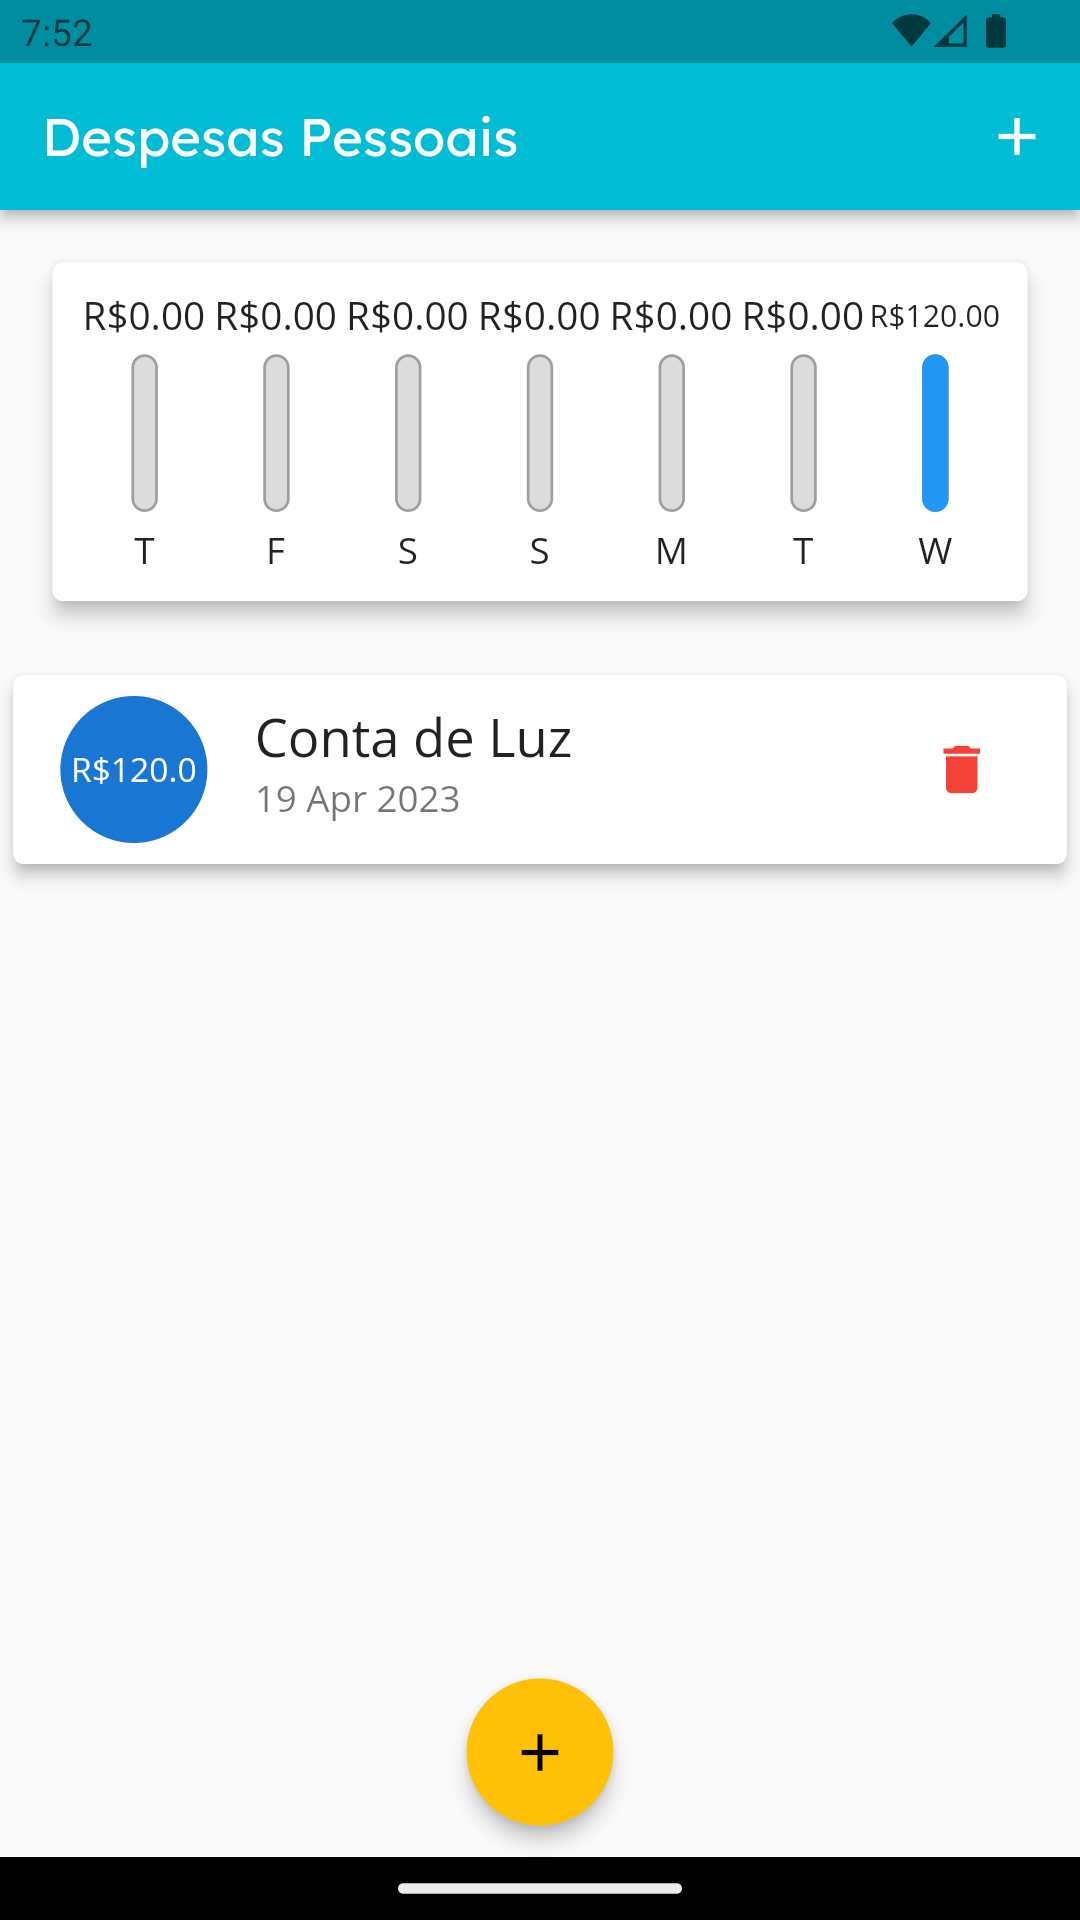 7:52
Despesas Pessoais
R$0.00 R$0.00 R$0.00 R$0.00 R$0.00 R$0.00 R$120.00
T F S S M T W
R$120.0
Conta de Luz
19 Apr 2023